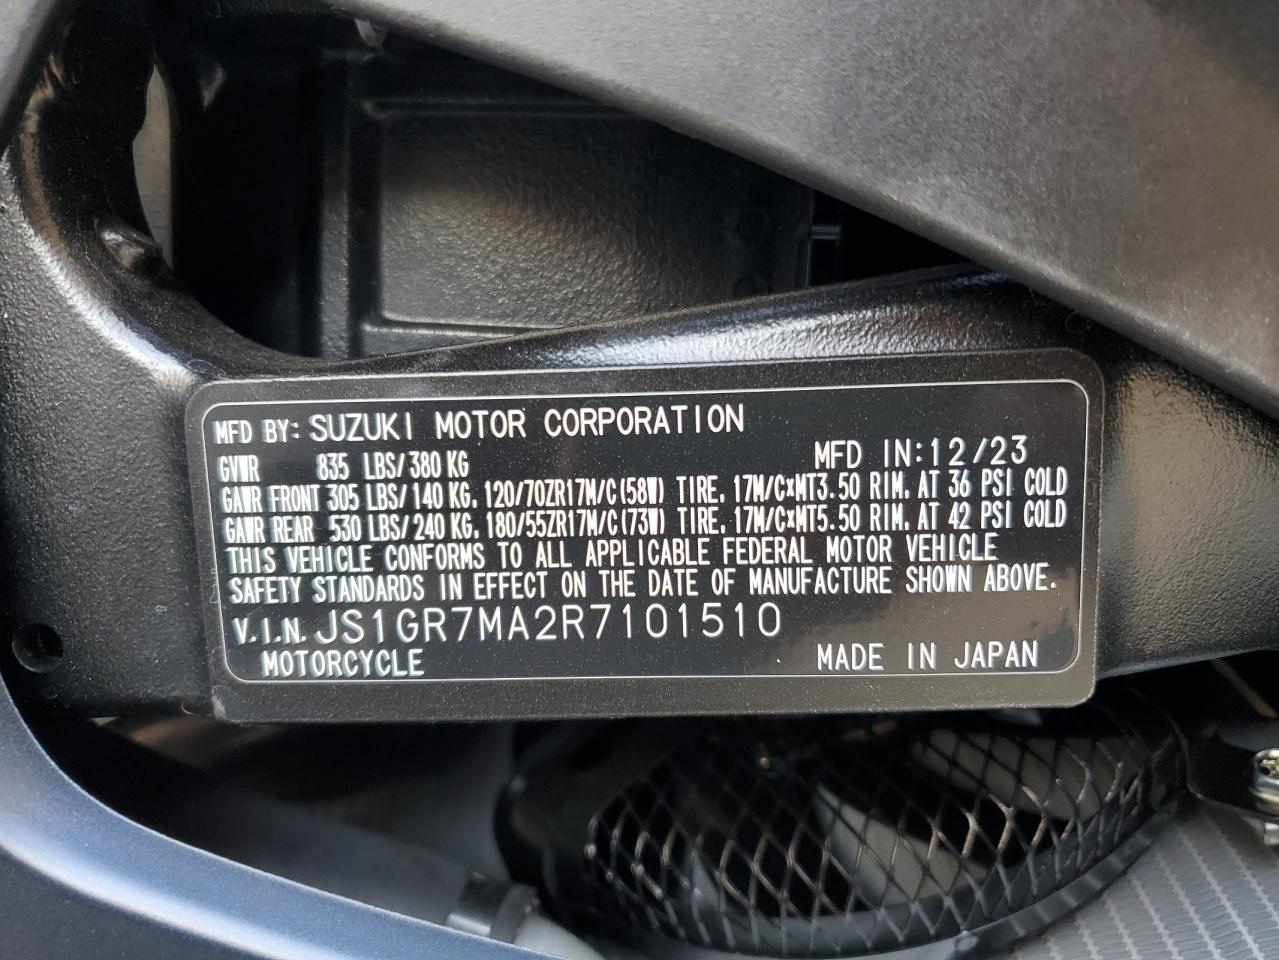 MFD BY: SUZUKI MOTOR CORPORATION
GVWR 835 LBS/380 KG MFD IN: 12/23
GAWR FRONT 305 LBS/140 KG. 120/70ZR17M/C(58W) TIRE. 17M/C×MT3.50 RIM. AT 36 PSI COLD
GAWR REAR 530 LBS/240 KG. 180/55ZR17M/C(73W) TIRE. 17M/C×MT5.50 RIM. AT 42 PSI COLD
THIS VEHICLE CONFORMS TO ALL APPLICABLE FEDERAL MOTOR VEHICLE
SAFETY STANDARDS IN EFFECT ON THE DATE OF MANUFACTURE SHOWN ABOVE.
V.I.N. JS1GR7MA2R7101510
MOTORCYCLE MADE IN JAPAN